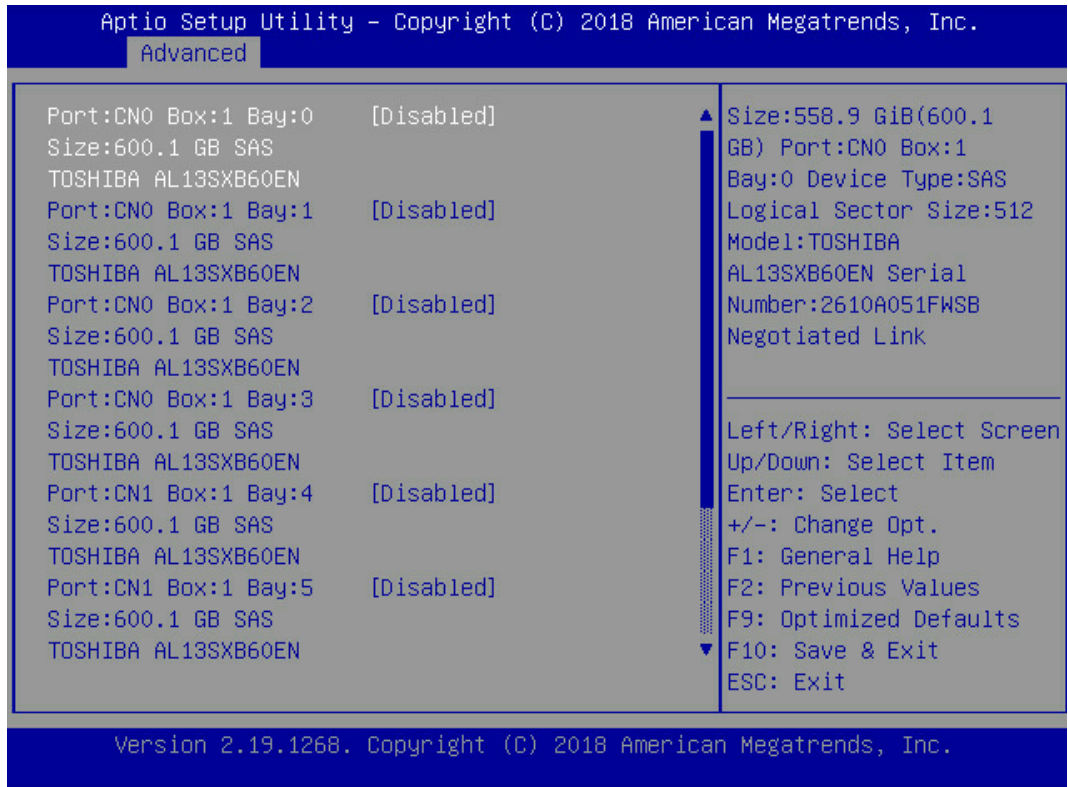 Aptio Setup Utility – Copyright (C) 2018 American Megatrends, Inc.
Advanced
Port:CN0 Box:1 Bay:0 [Disabled]
Size:600.1 GB SAS
TOSHIBA AL13SXB60EN
Port:CN0 Box:1 Bay:1 [Disabled]
Size:600.1 GB SAS
TOSHIBA AL13SXB60EN
Port:CN0 Box:1 Bay:2 [Disabled]
Size:600.1 GB SAS
TOSHIBA AL13SXB60EN
Port:CN0 Box:1 Bay:3 [Disabled]
Size:600.1 GB SAS
TOSHIBA AL13SXB60EN
Port:CN1 Box:1 Bay:4 [Disabled]
Size:600.1 GB SAS
TOSHIBA AL13SXB60EN
Port:CN1 Box:1 Bay:5 [Disabled]
Size:600.1 GB SAS
TOSHIBA AL13SXB60EN
Size:558.9 GiB(600.1
GB) Port:CN0 Box:1
Bay:0 Device Type:SAS
Logical Sector Size:512
Model:TOSHIBA
AL13SXB60EN Serial
Number:2610A051FWSB
Negotiated Link
Left/Right: Select Screen
Up/Down: Select Item
Enter: Select
+/-: Change Opt.
F1: General Help
F2: Previous Values
F9: Optimized Defaults
F10: Save & Exit
ESC: Exit
Version 2.19.1268. Copyright (C) 2018 American Megatrends, Inc.